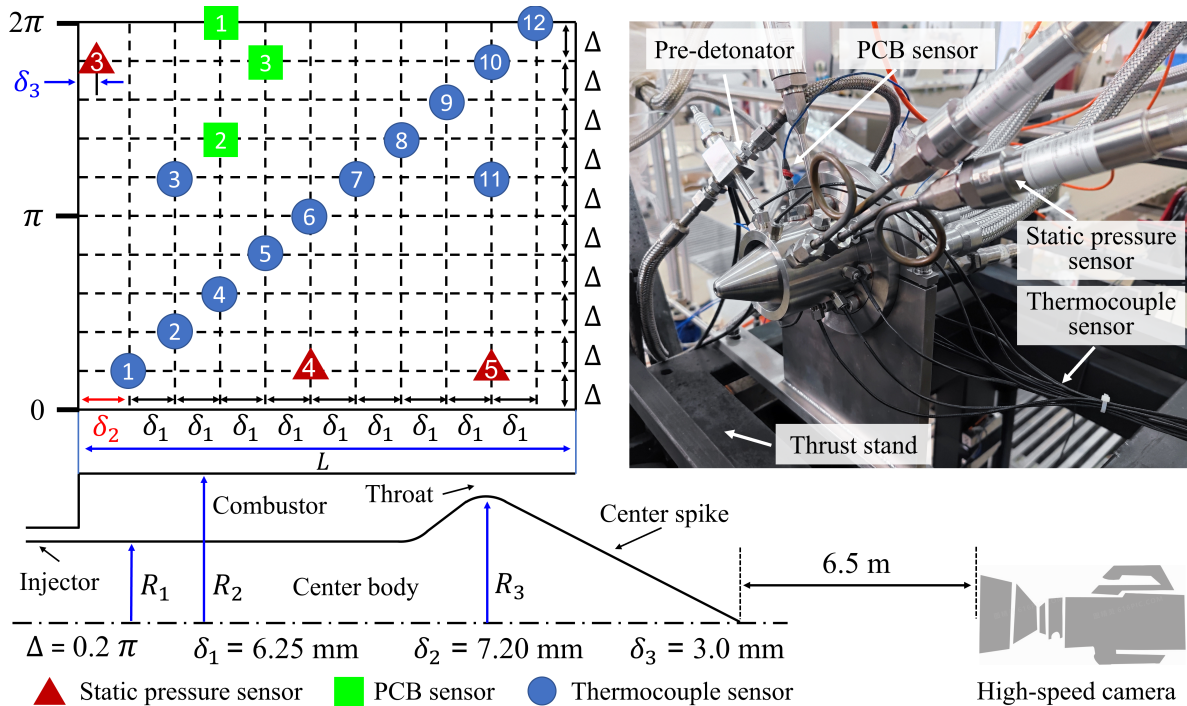 2π
π
0
1
3
3
2
12
10
9
8
3
7
11
6
5
4
2
1
4
5
δ₃
Δ
Δ
Δ
Δ
Δ
Δ
Δ
Δ
Δ
Δ
δ₂ δ₁ δ₁ δ₁ δ₁ δ₁ δ₁ δ₁ δ₁ δ₁
L
Pre-detonator
PCB sensor
Static pressure
sensor
Thermocouple
sensor
Thrust stand
Combustor
Throat
Center spike
Injector
R₁
R₂
Center body
R₃
6.5 m
Δ = 0.2 π δ₁ = 6.25 mm δ₂ = 7.20 mm δ₃ = 3.0 mm
Static pressure sensor PCB sensor Thermocouple sensor
High-speed camera